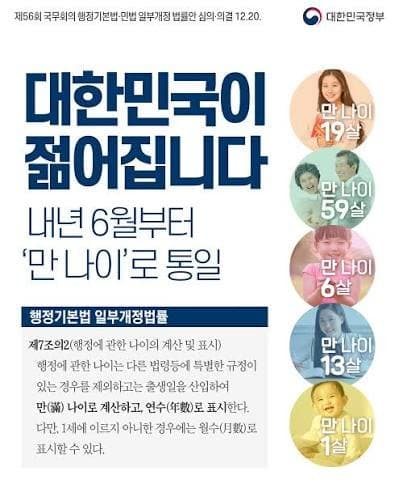 제56회 국무회의 행정기본법·민법 일부개정 법률안 심의·의결 12.20.
대한민국정부
대한민국이
젊어집니다
내년 6월부터
‘만 나이’로 통일
행정기본법 일부개정법률
제7조의2(행정에 관한 나이의 계산 및 표시)
행정에 관한 나이는 다른 법령등에 특별한 규정이
있는 경우를 제외하고는 출생일을 산입하여
만(滿) 나이로 계산하고, 연수(年數)로 표시한다.
다만, 1세에 이르지 아니한 경우에는 월수(月數)로
표시할 수 있다.
만 나이
19살
만 나이
59살
만 나이
6살
만 나이
13살
만 나이
1살